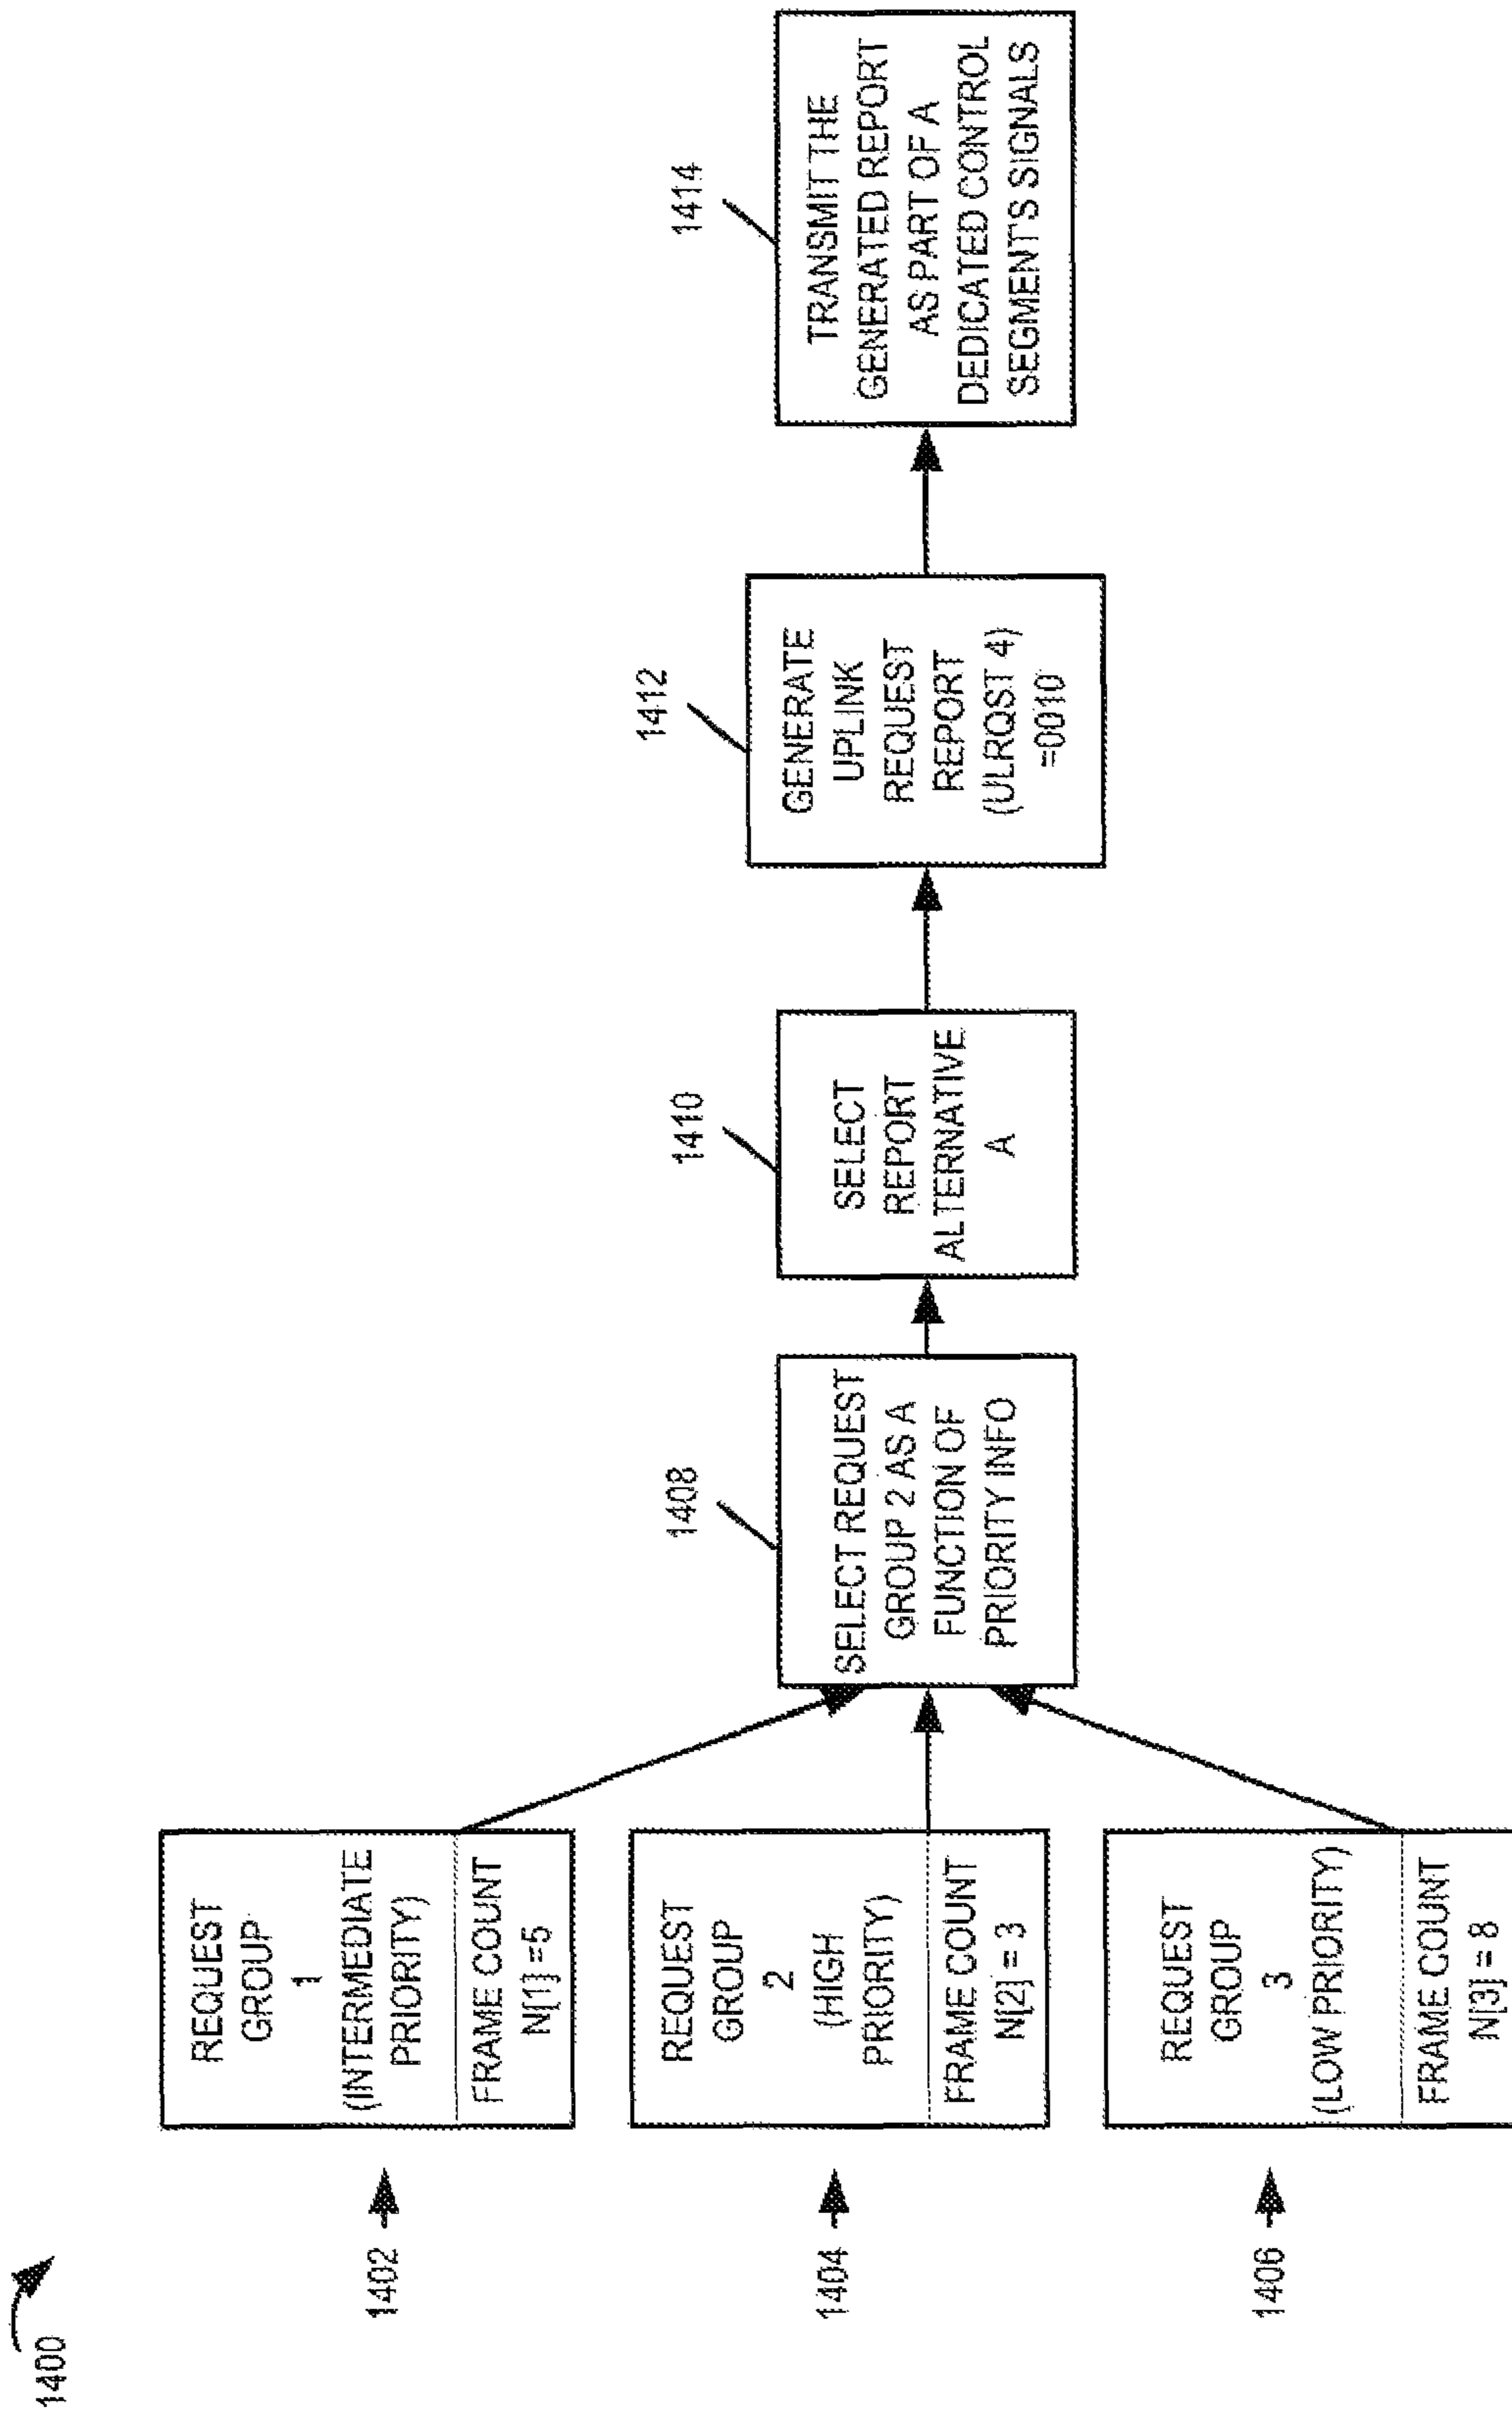 1400
1402
REQUEST
GROUP
1
(INTERMEDIATE
PRIORITY)
FRAME COUNT
N[1] =5
1404
REQUEST
GROUP
2
(HIGH
PRIORITY)
FRAME COUNT
N[2] = 3
1406
REQUEST
GROUP
3
(LOW PRIORITY)
FRAME COUNT
N[3] = 8
1408
SELECT REQUEST
GROUP 2 AS A
FUNCTION OF
PRIORITY INFO
1410
SELECT
REPORT
ALTERNATIVE
A
1412
GENERATE
UPLINK
REQUEST
REPORT
(ULRQST 4)
=0010
1414
TRANSMIT THE
GENERATED REPORT
AS PART OF A
DEDICATED CONTROL
SEGMENT'S SIGNALS